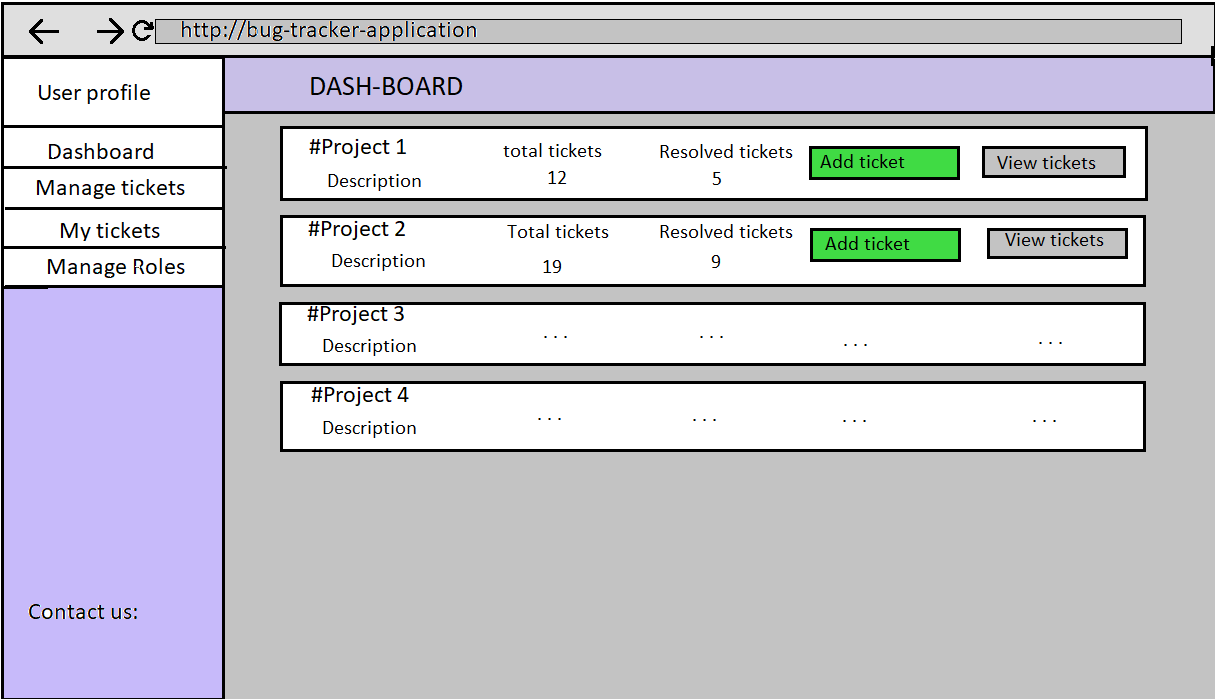 http://bug-tracker-application
User profile
DASH-BOARD
Dashboard
Manage tickets
My tickets
Manage Roles
Contact us:
#Project 1
Description
total tickets
12
Resolved tickets
5
Add ticket
View tickets
#Project 2
Description
Total tickets
19
Resolved tickets
9
Add ticket
View tickets
#Project 3
Description
... ... ... ...
#Project 4
Description
... ... ... ...